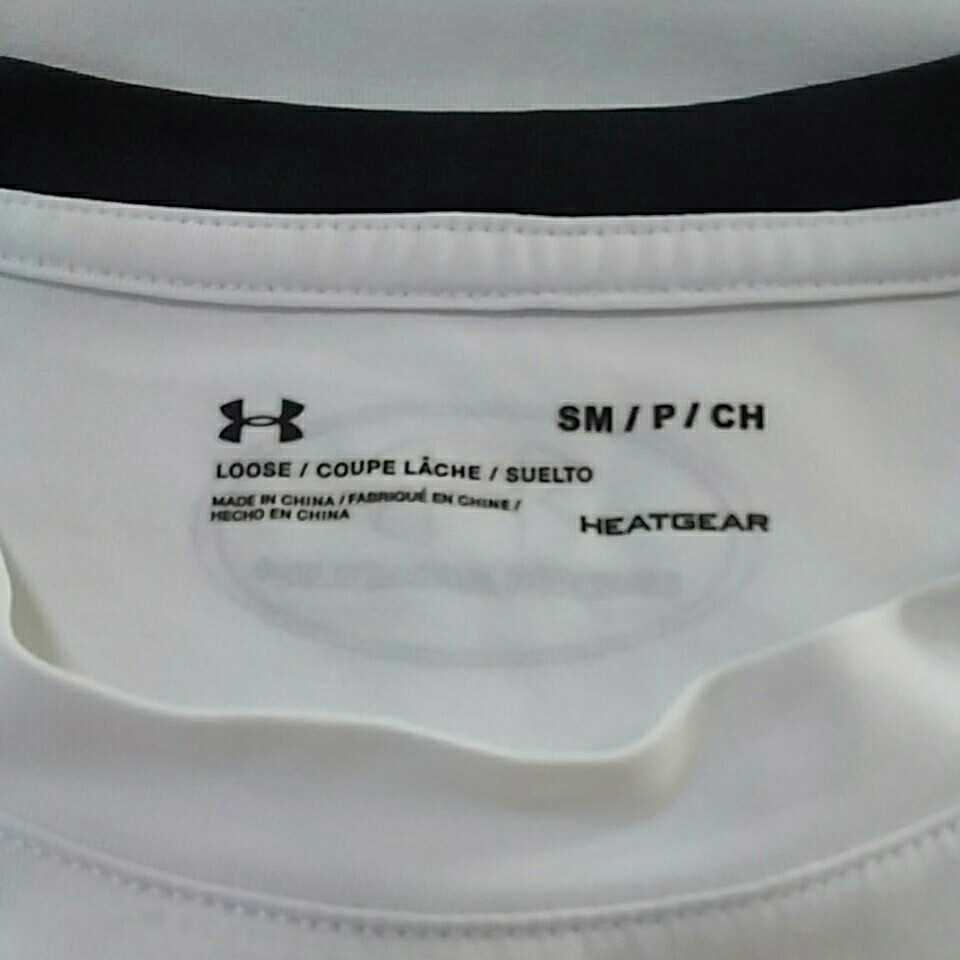 SM / P / CH
LOOSE / COUPE LÂCHE / SUELTO
MADE IN CHINA / FABRIQUÉ EN CHINE /
HECHO EN CHINA
HEATGEAR